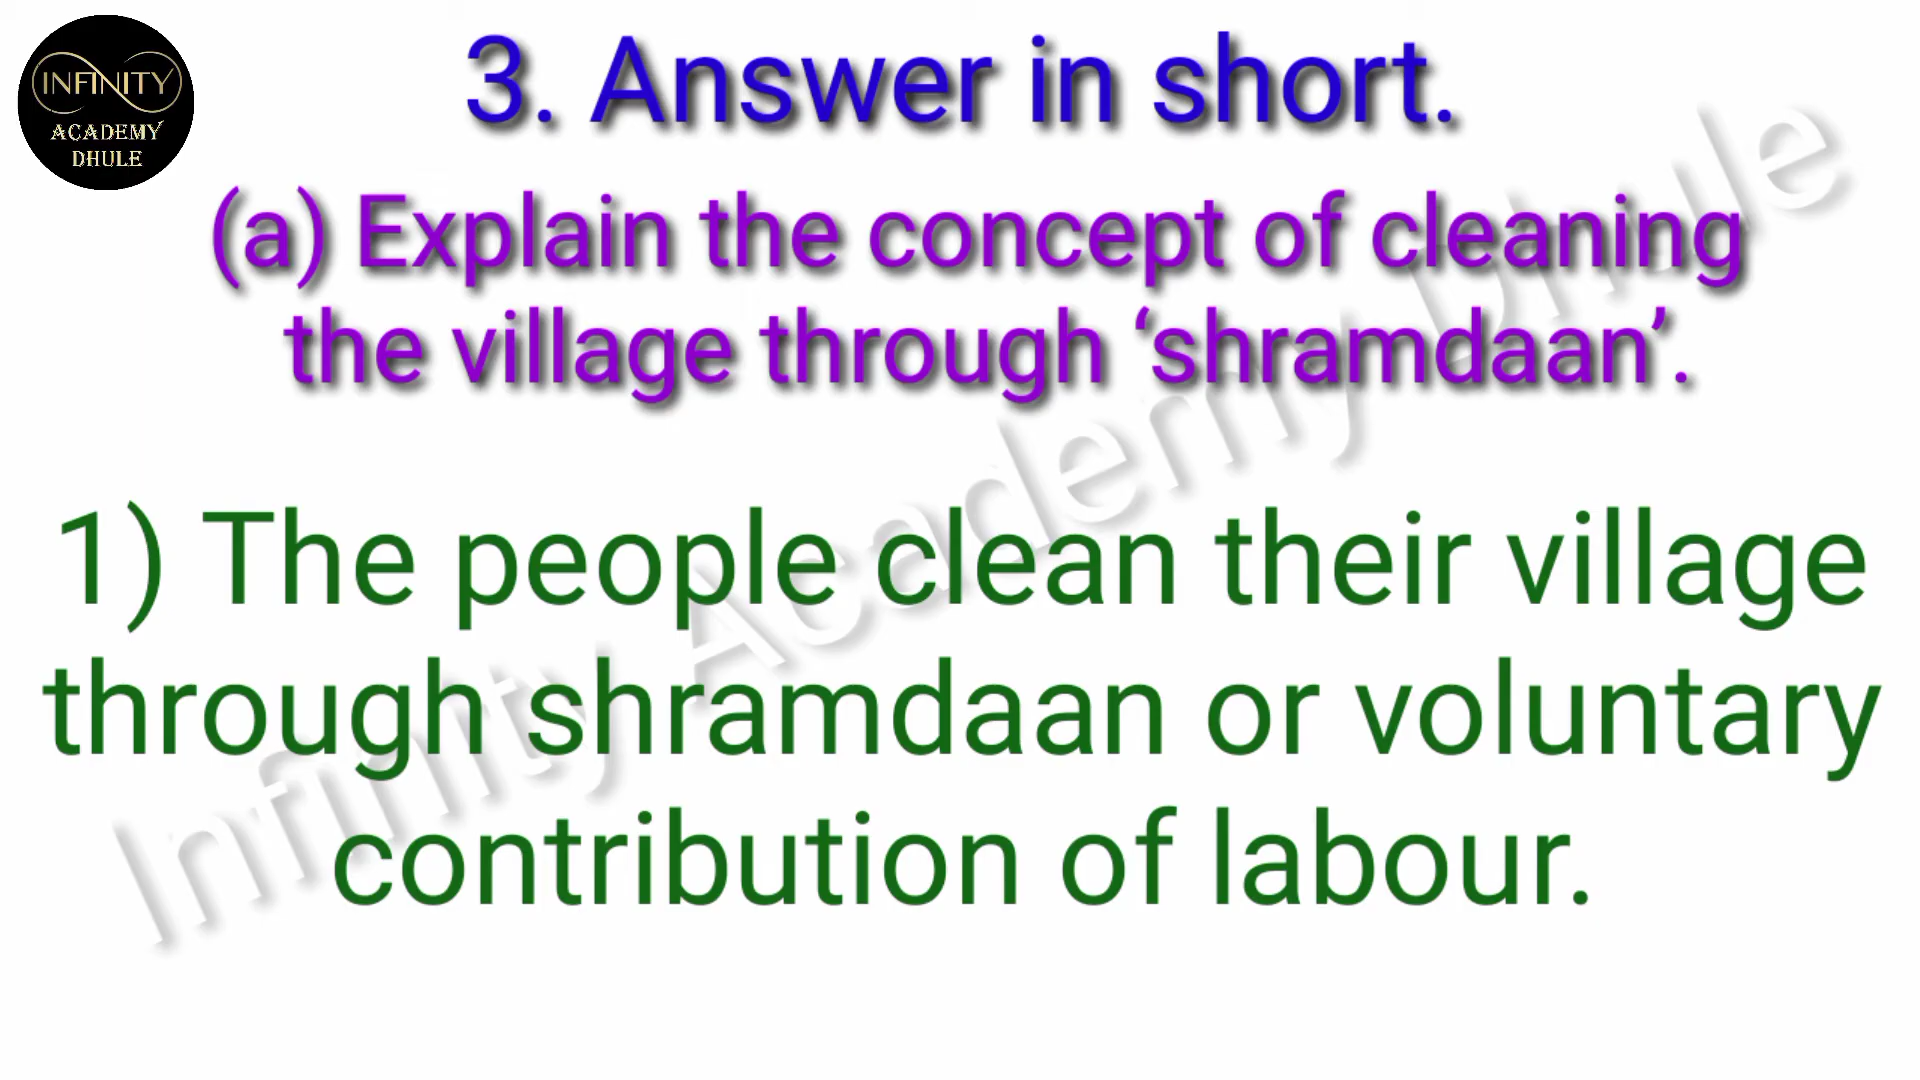 INFINITY
ACADEMY
DHULE
3. Answer in short.
(a) Explain the concept of cleaning
the village through ‘shramdaan’.
1) The people clean their village
through shramdaan or voluntary
contribution of labour.
Infinity Academy Dhule